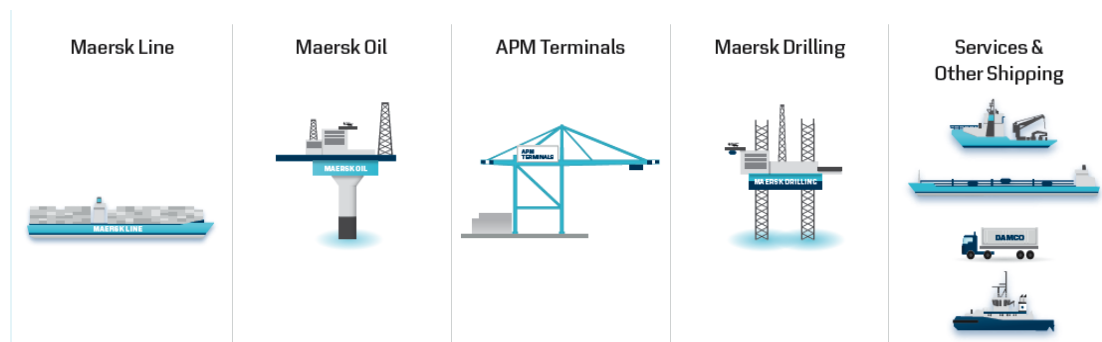 Maersk Line
Maersk Oil
APM Terminals
Maersk Drilling
Services &
Other Shipping
MAERSK LINE
MAERSK OIL
APM
TERMINALS
MAERSK DRILLING
DAMCO